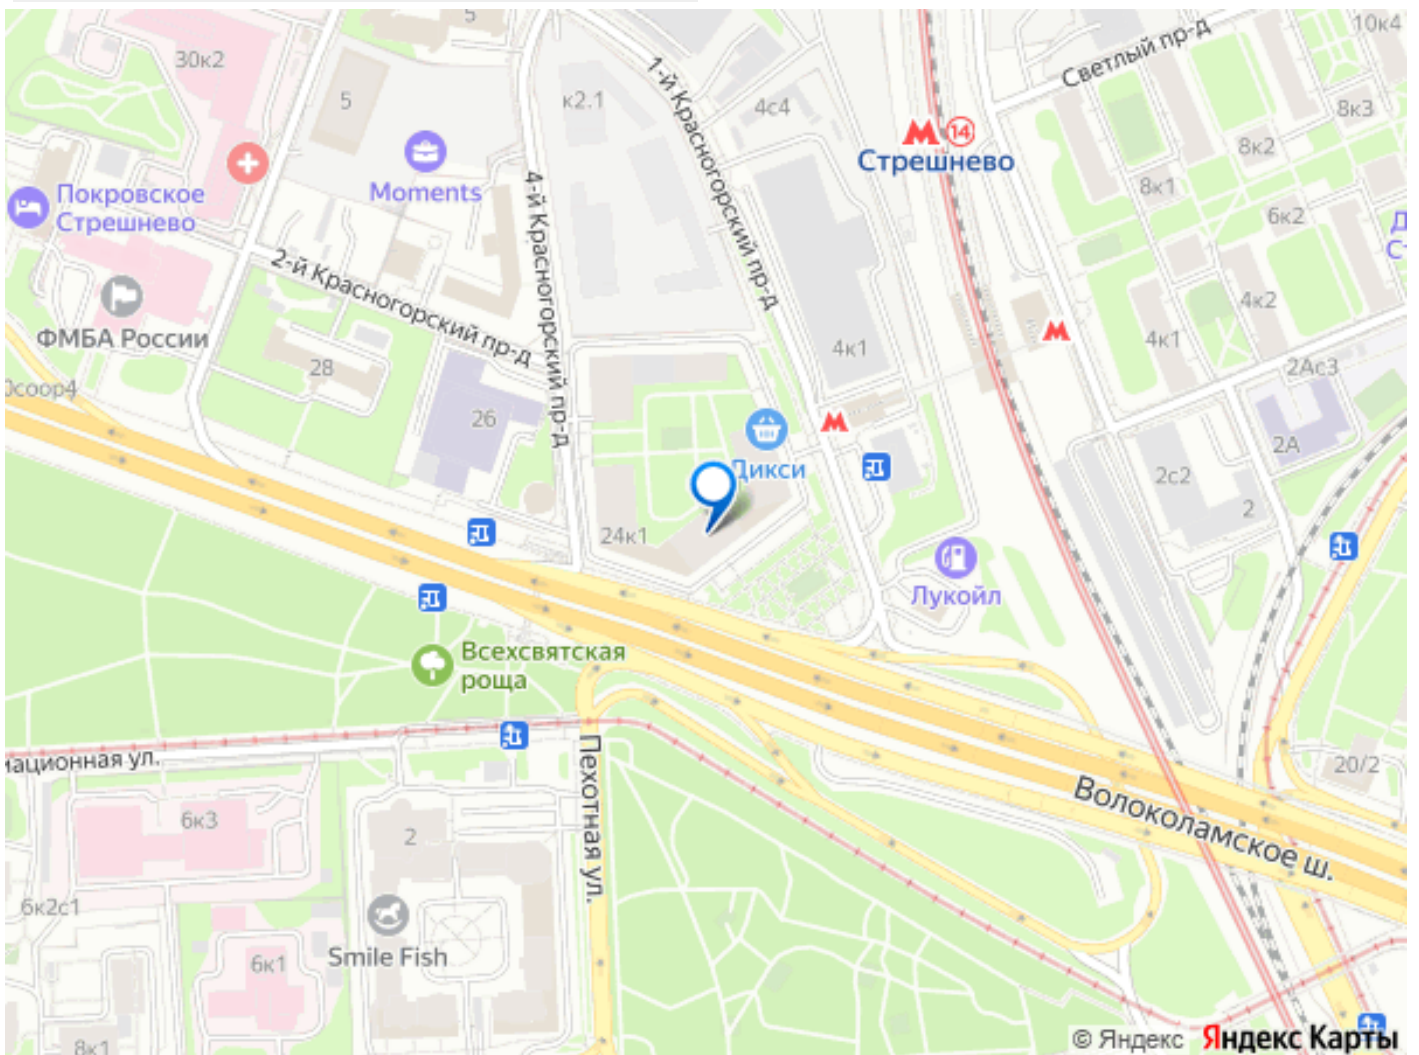 5
10к4
Светлый пр-д
30к2
5
к2.1
1-й Красногорский пр-д
4с4
8к3
14
Стрешнево
8к2
Moments
8к1
Покровское
Стрешнево
4-й Красногорский пр-д
6к2
2-й Красногорский пр-д
4к2
ФМБА России
28
4к1
4к1
2Ас3
26
2А
Дикси
2с2
2
24к1
Лукойл
Всехсвятская
роща
Пехотная ул.
20/2
Волоколамское ш.
6к3
2
6к2с1
Smile Fish
6к1
8к1
© Яндекс Яндекс Карты